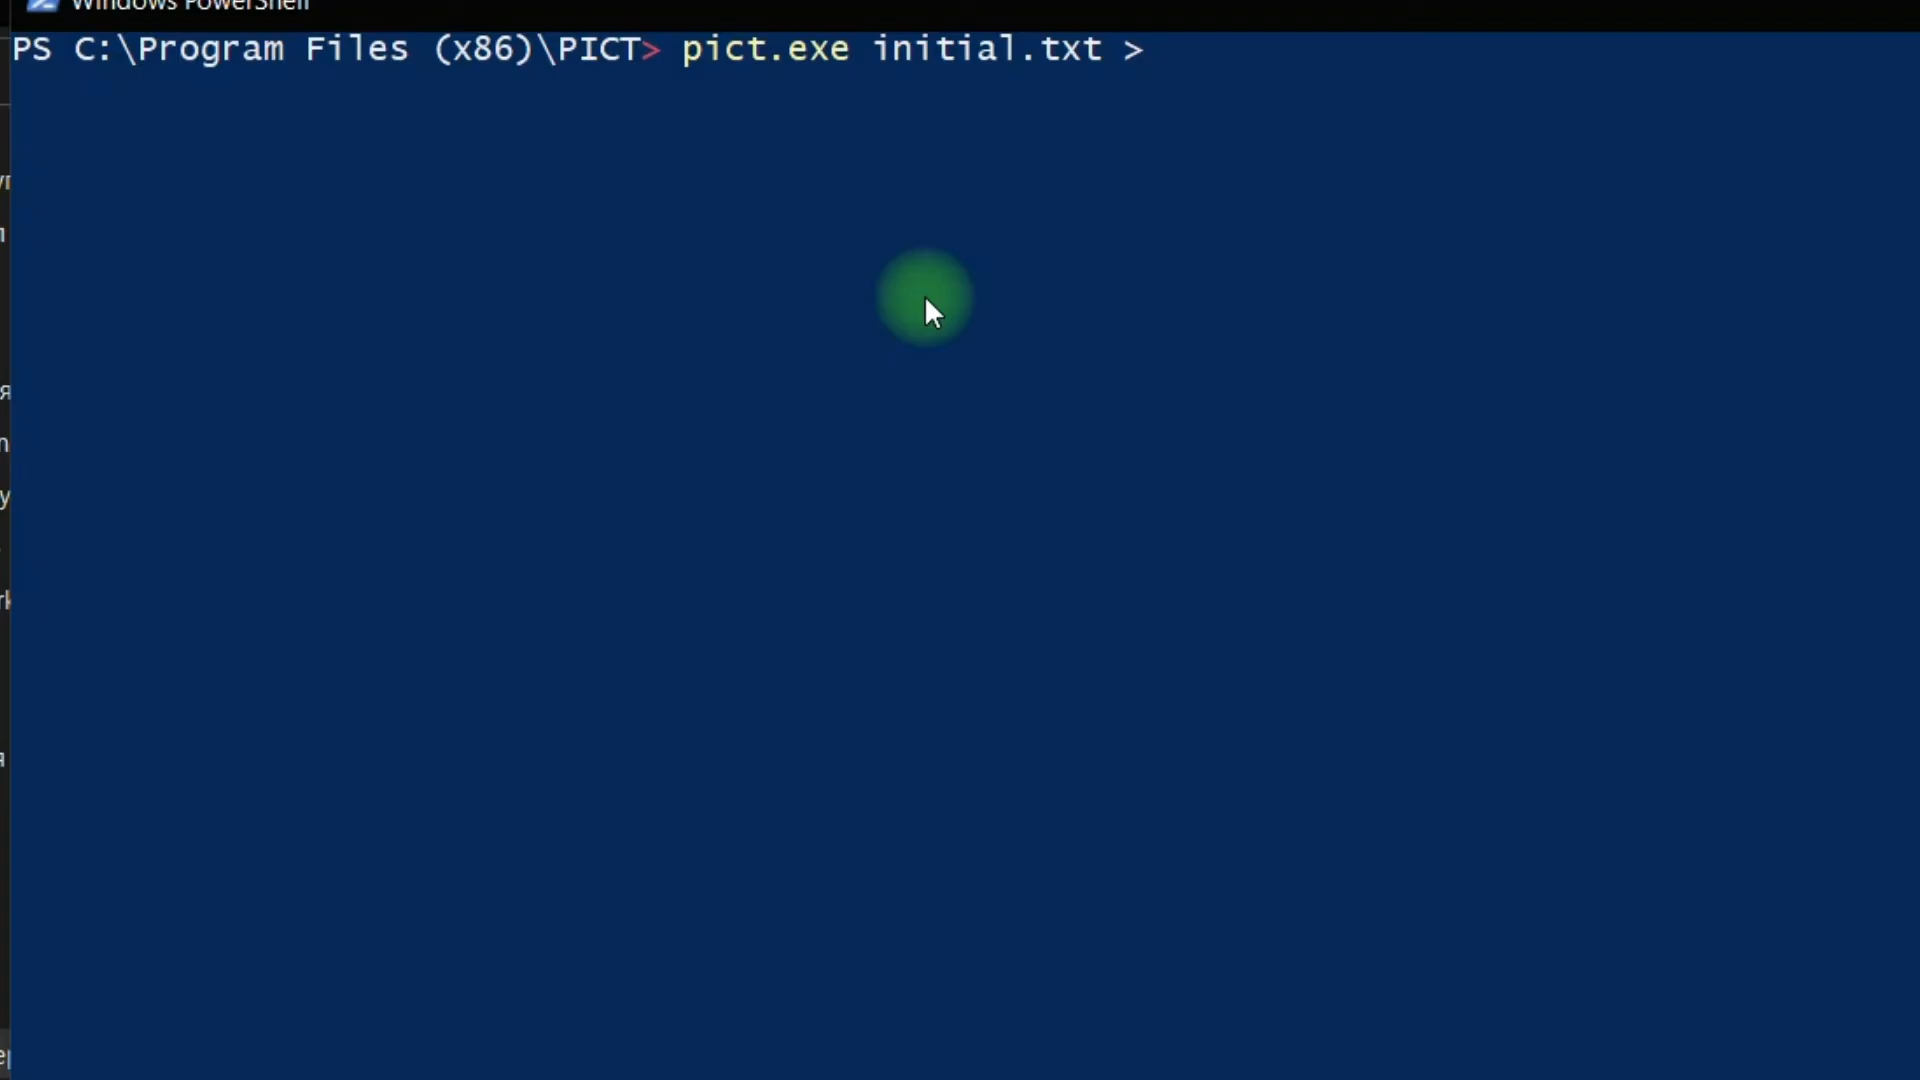 Windows PowerShell
PS C:\Program Files (x86)\PICT> pict.exe initial.txt >